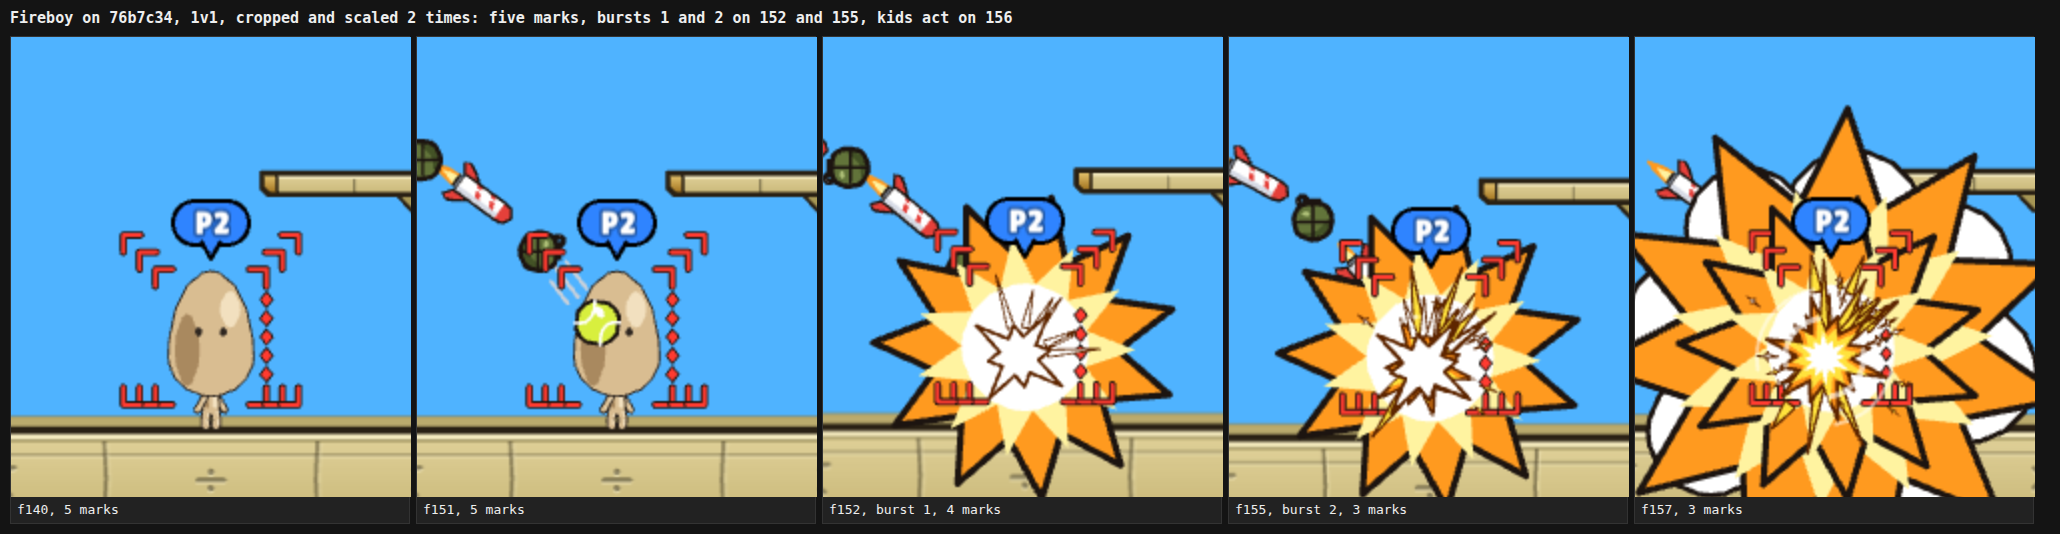 Fireboy on 76b7c34, 1v1, cropped and scaled 2 times: five marks, bursts 1 and 2 on 152 and 155, kids act on 156
P2
P2
P2
P2
P2
f140, 5 marks
f151, 5 marks
f152, burst 1, 4 marks
f155, burst 2, 3 marks
f157, 3 marks